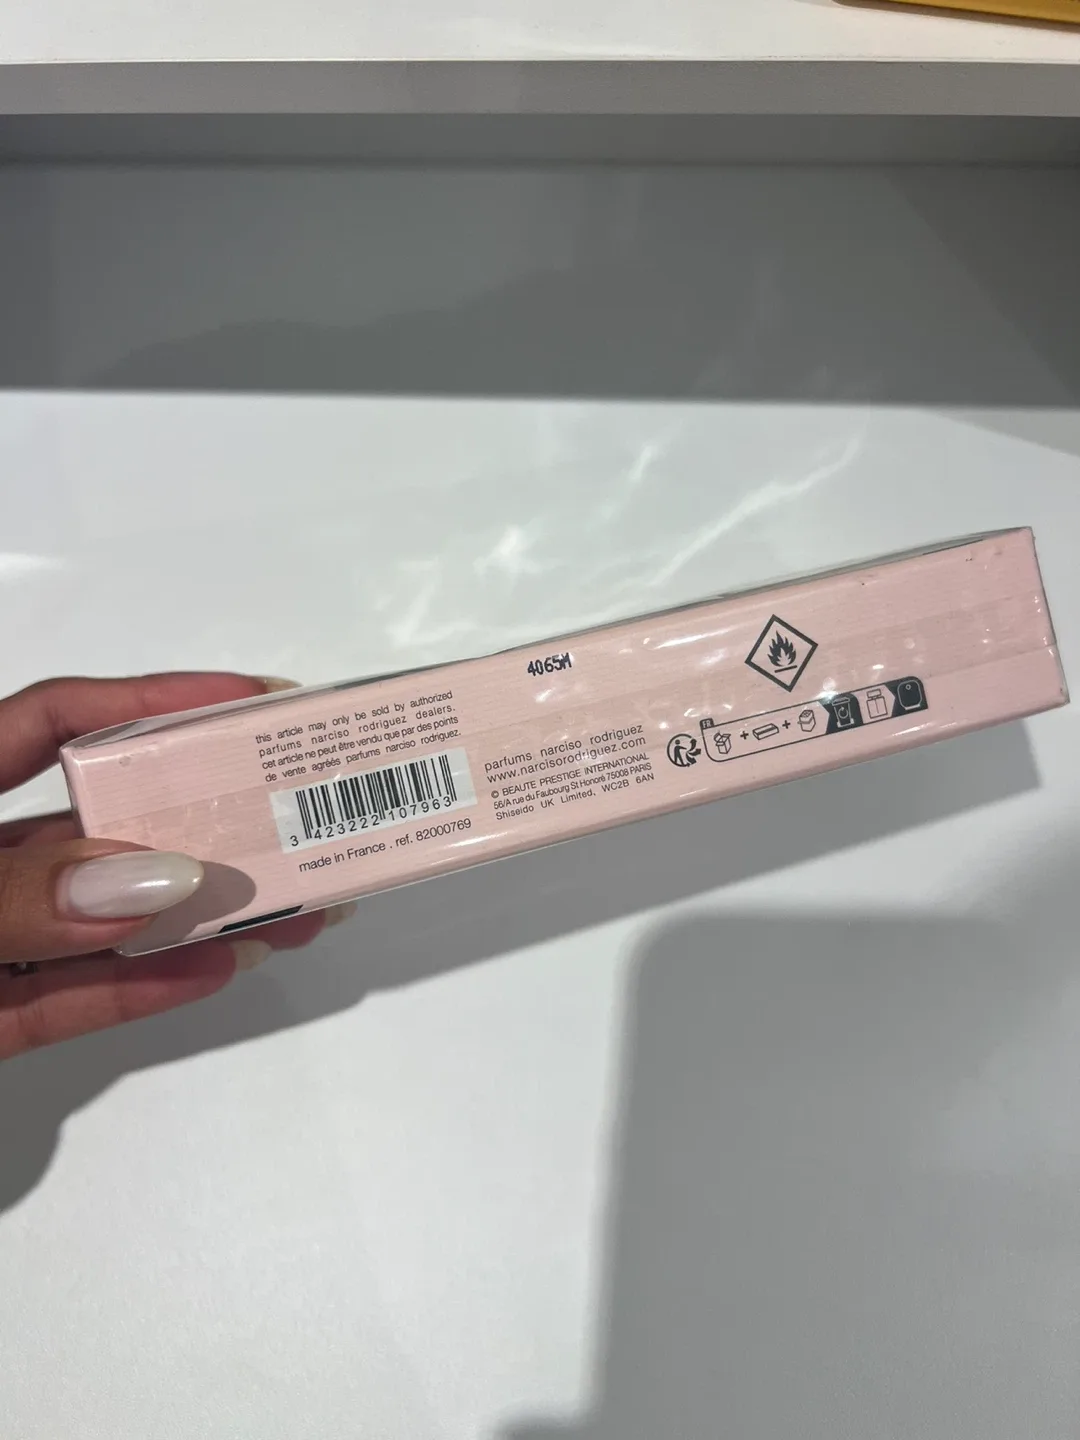 4065M
this article may only be sold by authorized
parfums narciso rodriguez dealers.
cet article ne peut être vendu que par des points
de vente agréés parfums narciso rodriguez.
3 423222 107963
made in France . ref. 82000769
parfums narciso rodriguez
www.narcisorodriguez.com
© BEAUTE PRESTIGE INTERNATIONAL
56/A rue du Faubourg St Honoré 75008 PARIS
Shiseido UK Limited, WC2B 6AN
FR